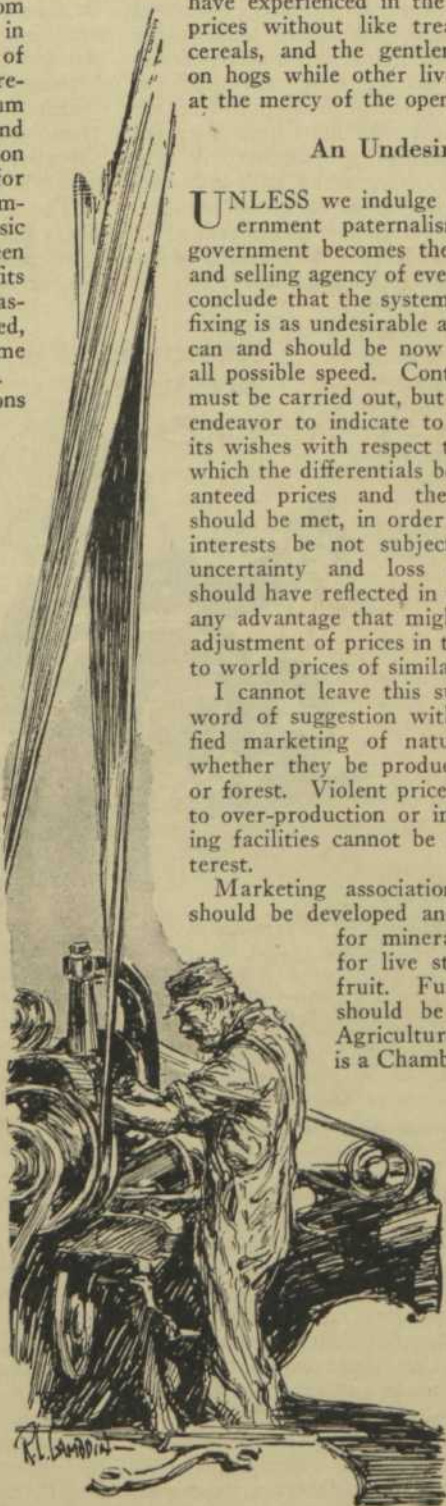 om
in
of
re-
um
nd
on
for
m-
sic
een
its
as-
ed,
me
ons
have experienced in the
prices without like trea
cereals, and the gentler
on hogs while other liv
at the mercy of the oper
An Undesir
UNLESS we indulge
ernment paternalis
government becomes the
and selling agency of eve
conclude that the system
fixing is as undesirable a
can and should be now
all possible speed. Cont
must be carried out, but
endeavor to indicate to
its wishes with respect t
which the differentials b
anteed prices and the
should be met, in order
interests be not subjec
uncertainty and loss
should have reflected in
any advantage that migh
adjustment of prices in t
to world prices of simila
I cannot leave this su
word of suggestion with
fied marketing of natu
whether they be produc
or forest. Violent price
to over-production or in
ing facilities cannot be
terest.
Marketing association
should be developed an
for minera
for live st
fruit. Fu
should be
Agricultur
is a Chamb